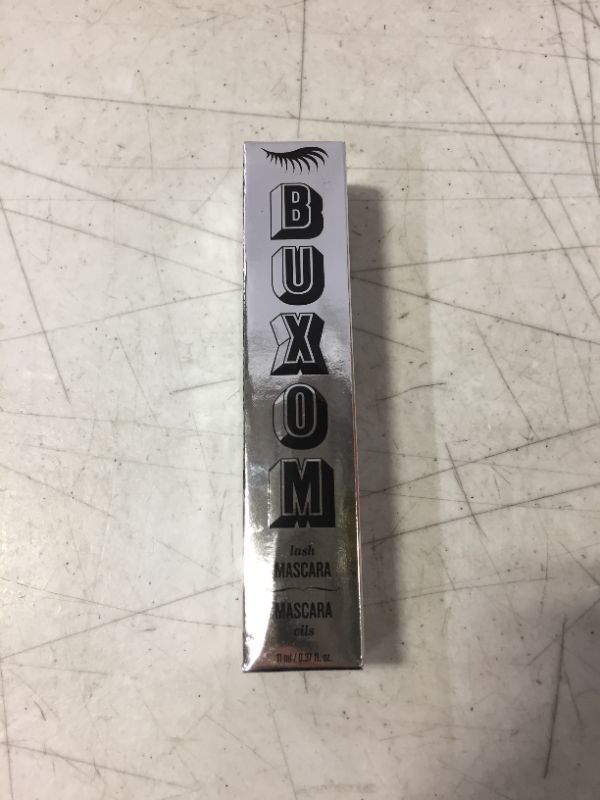 BUXOM
lash
MASCARA
MASCARA
cils
11 ml / 0.37 fl. oz.